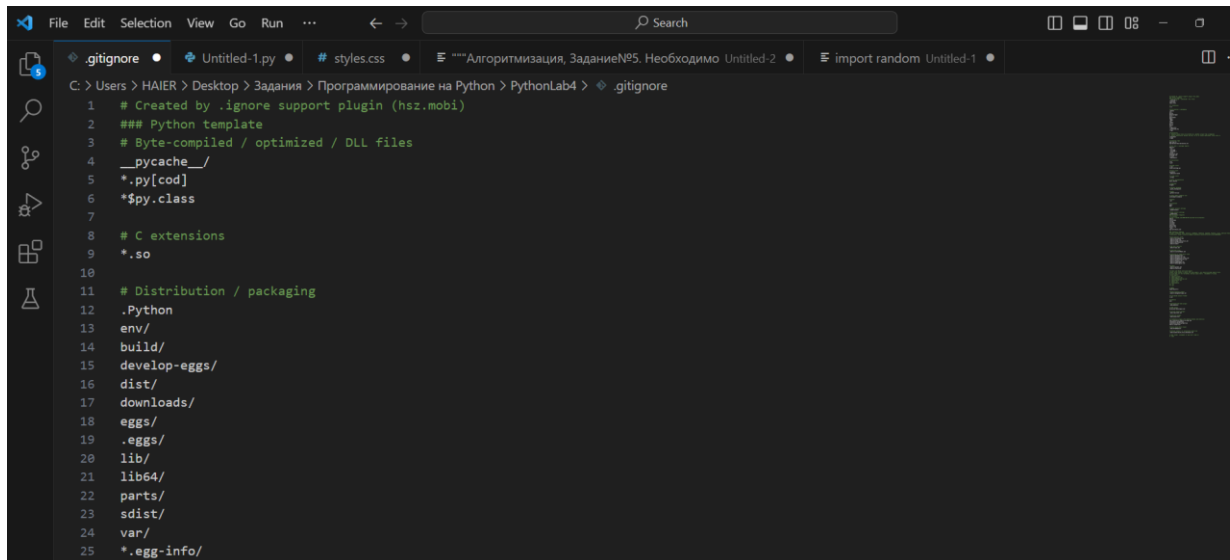 File Edit Selection View Go Run ··· ← → Search
.gitignore ● Untitled-1.py ● # styles.css ● """Алгоритмизация, Задание№5. Необходимо Untitled-2 ● import random Untitled-1 ●
5
C: > Users > HAIER > Desktop > Задания > Программирование на Python > PythonLab4 > .gitignore
1 # Created by .ignore support plugin (hsz.mobi)
2 ### Python template
3 # Byte-compiled / optimized / DLL files
4 __pycache__/
5 *.py[cod]
6 *$py.class
7
8 # C extensions
9 *.so
10
11 # Distribution / packaging
12 .Python
13 env/
14 build/
15 develop-eggs/
16 dist/
17 downloads/
18 eggs/
19 .eggs/
20 lib/
21 lib64/
22 parts/
23 sdist/
24 var/
25 *.egg-info/